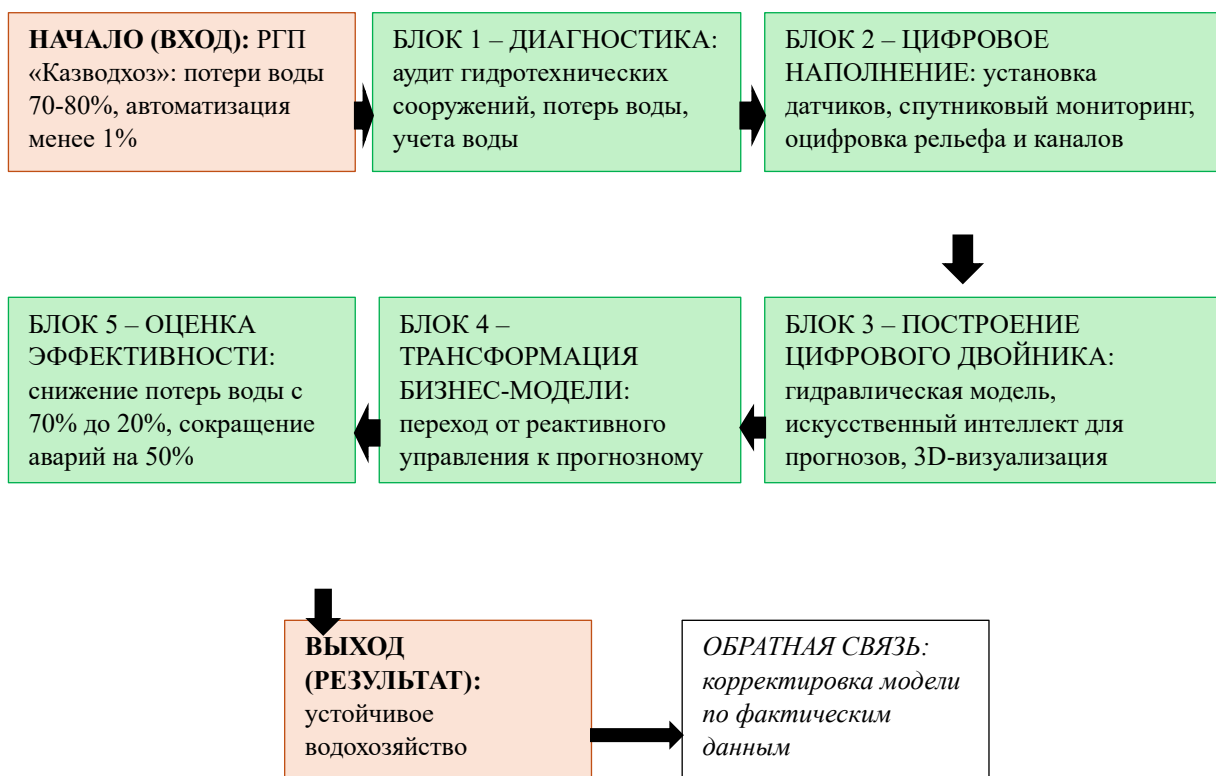 НАЧАЛО (ВХОД): РГП
«Казводхоз»: потери воды
70-80%, автоматизация
менее 1%
БЛОК 1 – ДИАГНОСТИКА:
аудит гидротехнических
сооружений, потерь воды,
учета воды
БЛОК 2 – ЦИФРОВОЕ
НАПОЛНЕНИЕ: установка
датчиков, спутниковый мониторинг,
оцифровка рельефа и каналов
БЛОК 3 – ПОСТРОЕНИЕ
ЦИФРОВОГО ДВОЙНИКА:
гидравлическая модель,
искусственный интеллект для
прогнозов, 3D-визуализация
БЛОК 4 –
ТРАНСФОРМАЦИЯ
БИЗНЕС-МОДЕЛИ:
переход от реактивного
управления к прогнозному
БЛОК 5 – ОЦЕНКА
ЭФФЕКТИВНОСТИ:
снижение потерь воды с
70% до 20%, сокращение
аварий на 50%
ВЫХОД
(РЕЗУЛЬТАТ):
устойчивое
водохозяйство
ОБРАТНАЯ СВЯЗЬ:
корректировка модели
по фактическим
данным